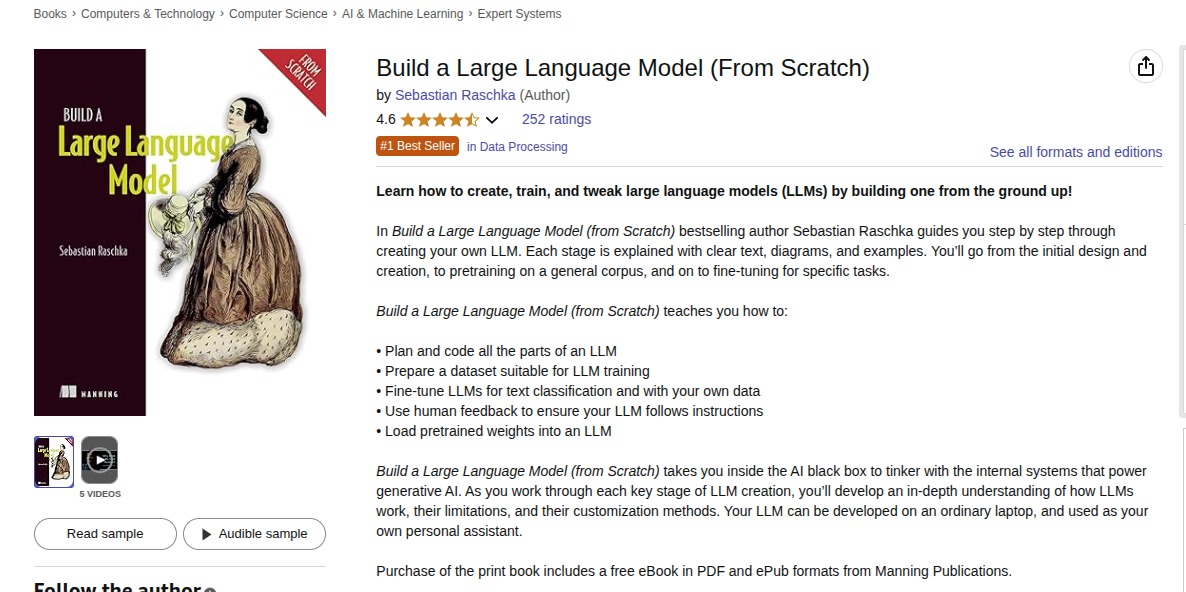 Books › Computers & Technology › Computer Science › AI & Machine Learning › Expert Systems
FROM
SCRATCH
BUILD A
Large Language
Model
Sebastian Raschka
MANNING
5 VIDEOS
Read sample
Audible sample
Follow the author
Build a Large Language Model (From Scratch)
by Sebastian Raschka (Author)
4.6 252 ratings
#1 Best Seller in Data Processing
See all formats and editions
Learn how to create, train, and tweak large language models (LLMs) by building one from the ground up!
In Build a Large Language Model (from Scratch) bestselling author Sebastian Raschka guides you step by step through
creating your own LLM. Each stage is explained with clear text, diagrams, and examples. You’ll go from the initial design and
creation, to pretraining on a general corpus, and on to fine-tuning for specific tasks.
Build a Large Language Model (from Scratch) teaches you how to:
• Plan and code all the parts of an LLM
• Prepare a dataset suitable for LLM training
• Fine-tune LLMs for text classification and with your own data
• Use human feedback to ensure your LLM follows instructions
• Load pretrained weights into an LLM
Build a Large Language Model (from Scratch) takes you inside the AI black box to tinker with the internal systems that power
generative AI. As you work through each key stage of LLM creation, you’ll develop an in-depth understanding of how LLMs
work, their limitations, and their customization methods. Your LLM can be developed on an ordinary laptop, and used as your
own personal assistant.
Purchase of the print book includes a free eBook in PDF and ePub formats from Manning Publications.